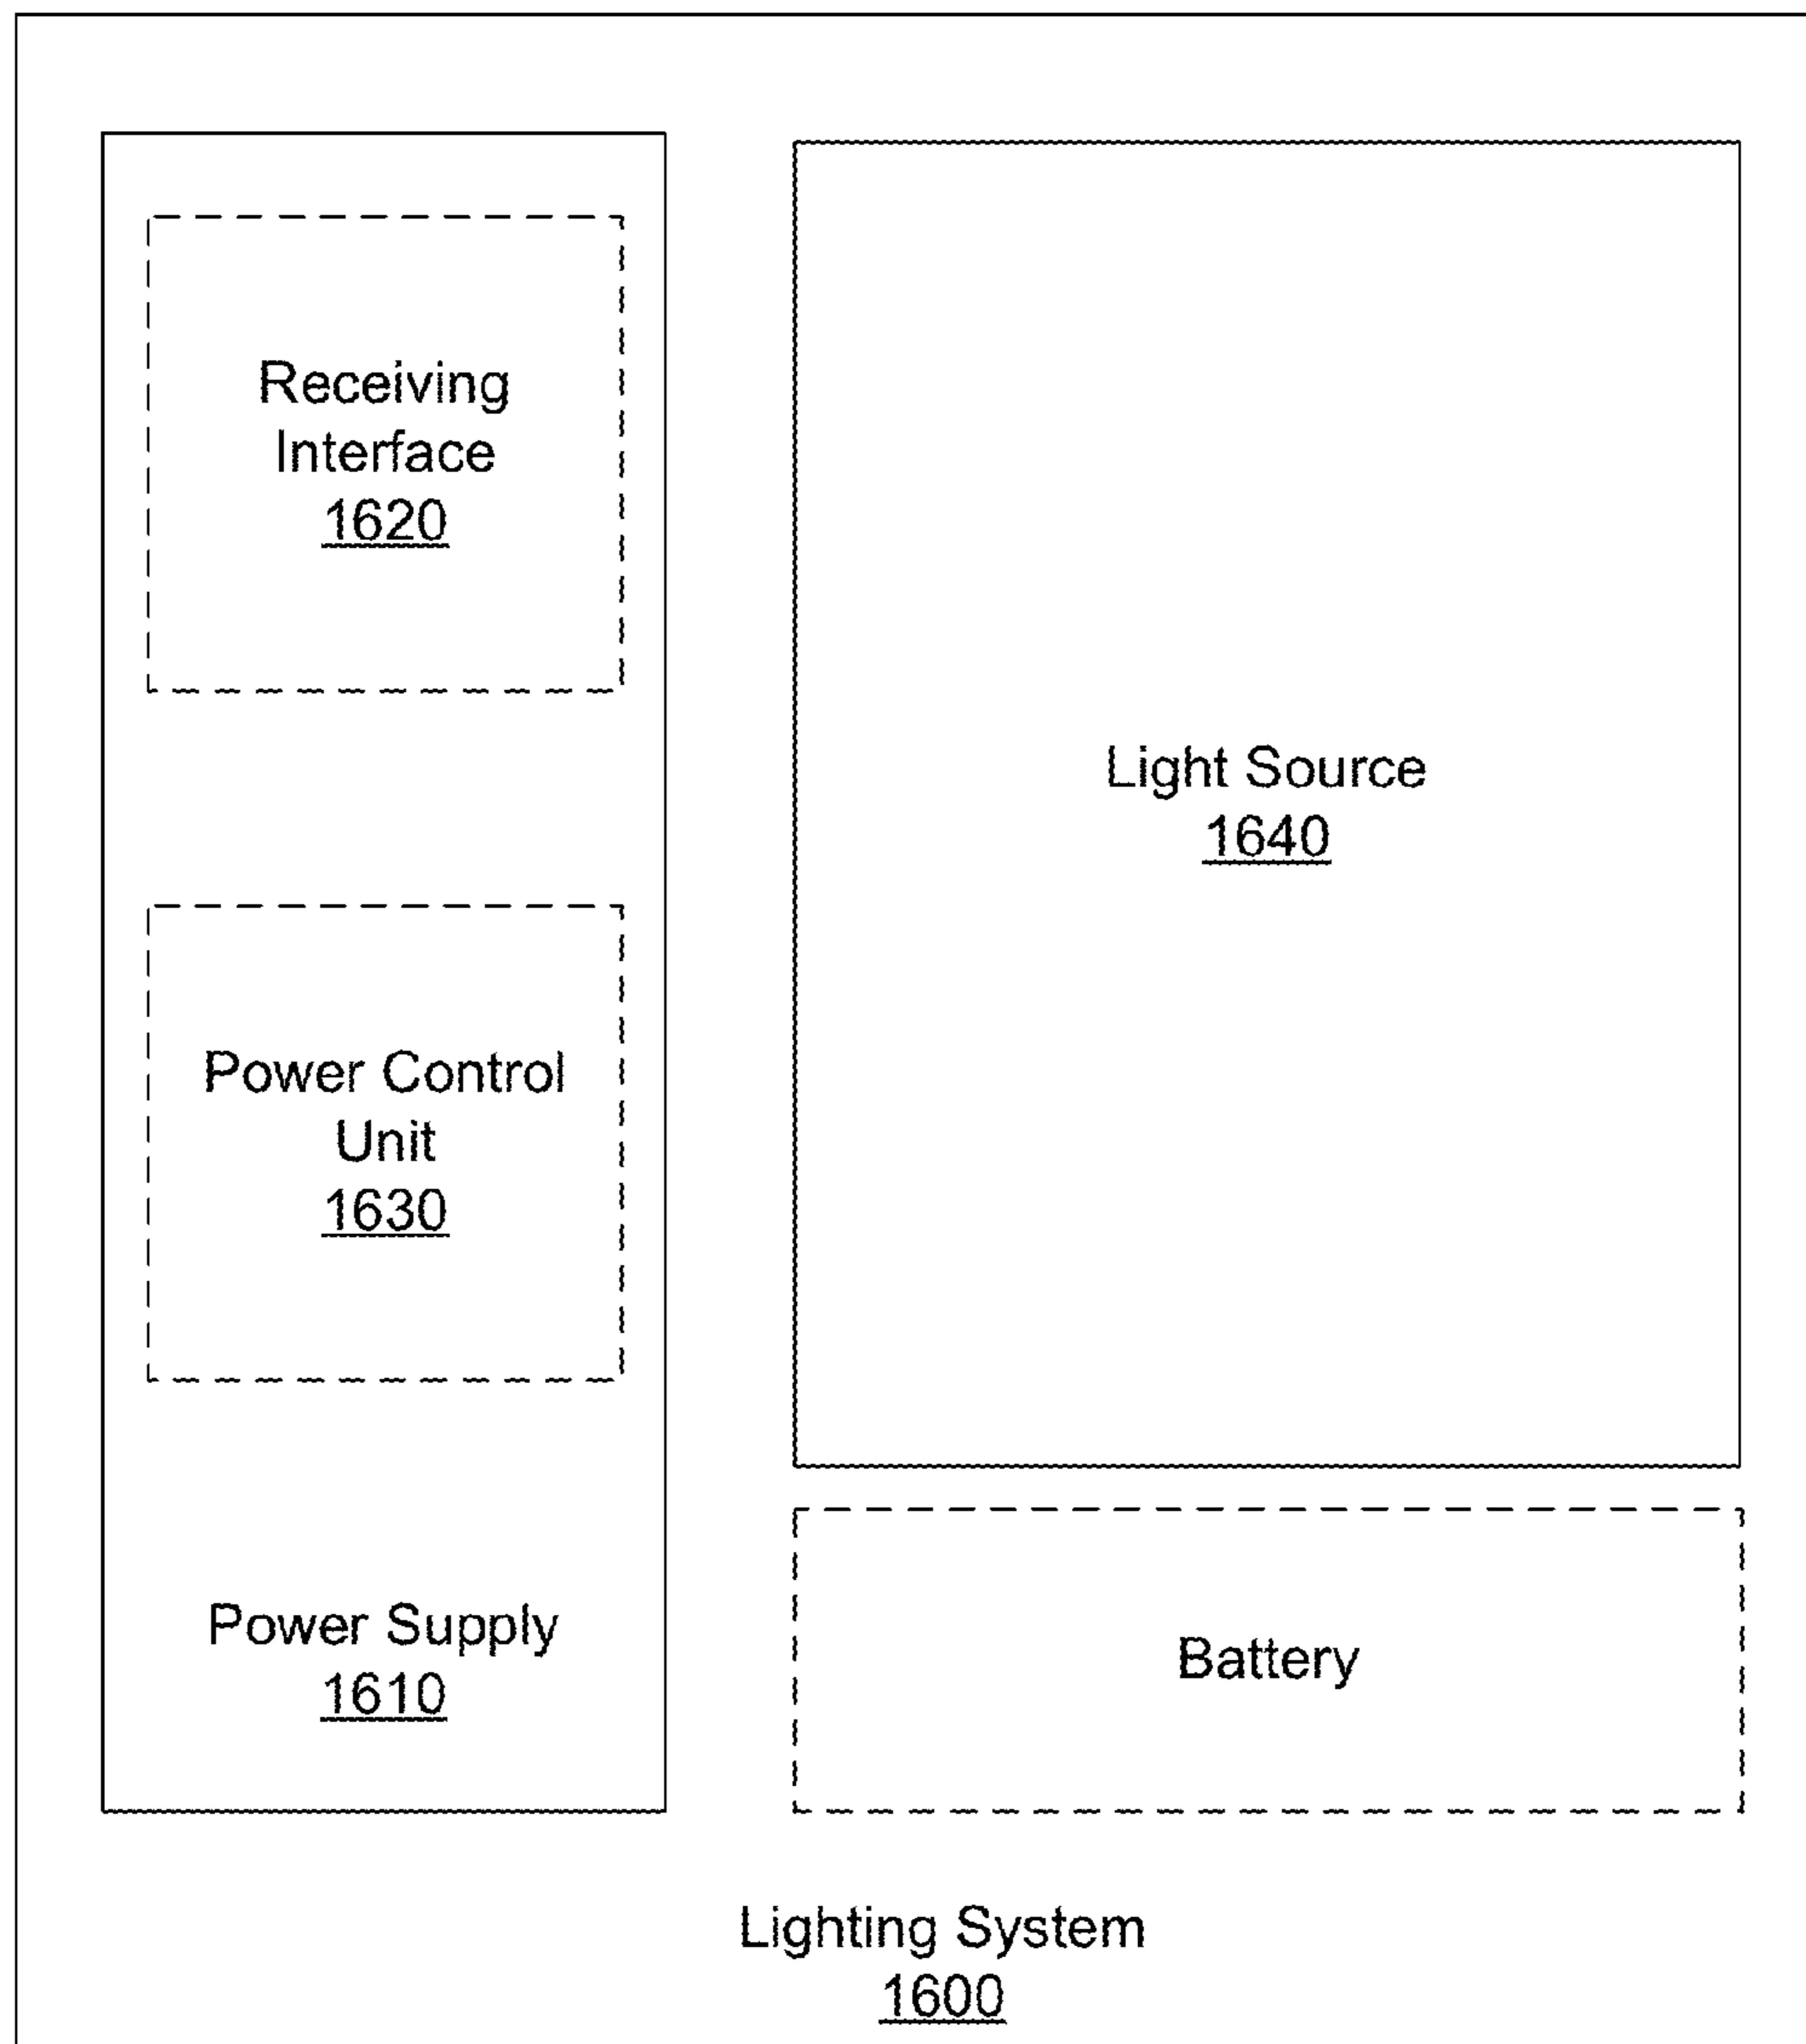 Receiving
Interface
1620
Power Control
Unit
1630
Power Supply
1610
Light Source
1640
Battery
Lighting System
1600